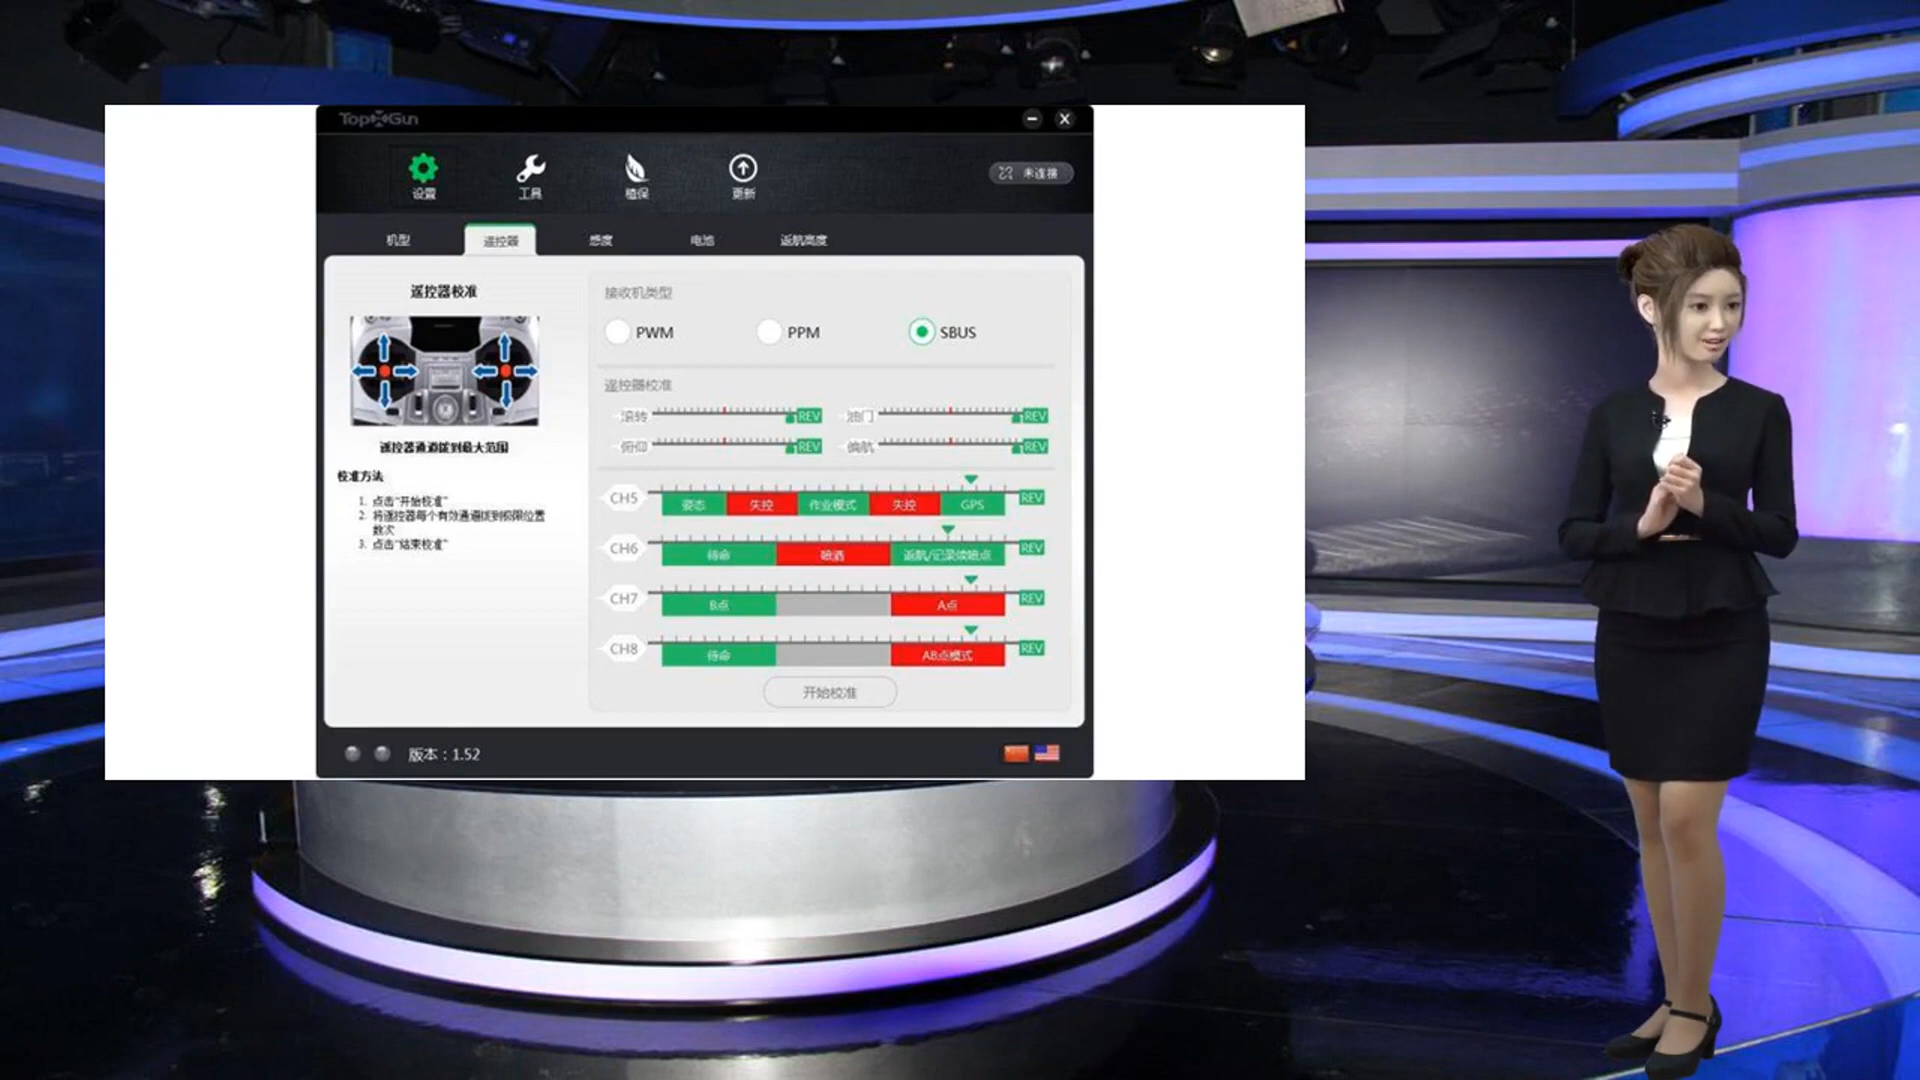 TopXGun
设置 工具 植保 更新
未连接
机型 遥控器 感度 电池 返航高度
遥控器校准
遥控器通道拨到最大范围
校准方法
1. 点击“开始校准”
2. 将遥控器每个有效通道拨到极限位置
数次
3. 点击“结束校准”
接收机类型
PWM PPM SBUS
遥控器校准
滚转 REV 油门 REV
俯仰 REV 偏航 REV
CH5 姿态 失控 作业模式 失控 GPS REV
CH6 待命 喷洒 返航/记录续喷点 REV
CH7 B点 A点 REV
CH8 待命 AB点模式 REV
开始校准
版本：1.52